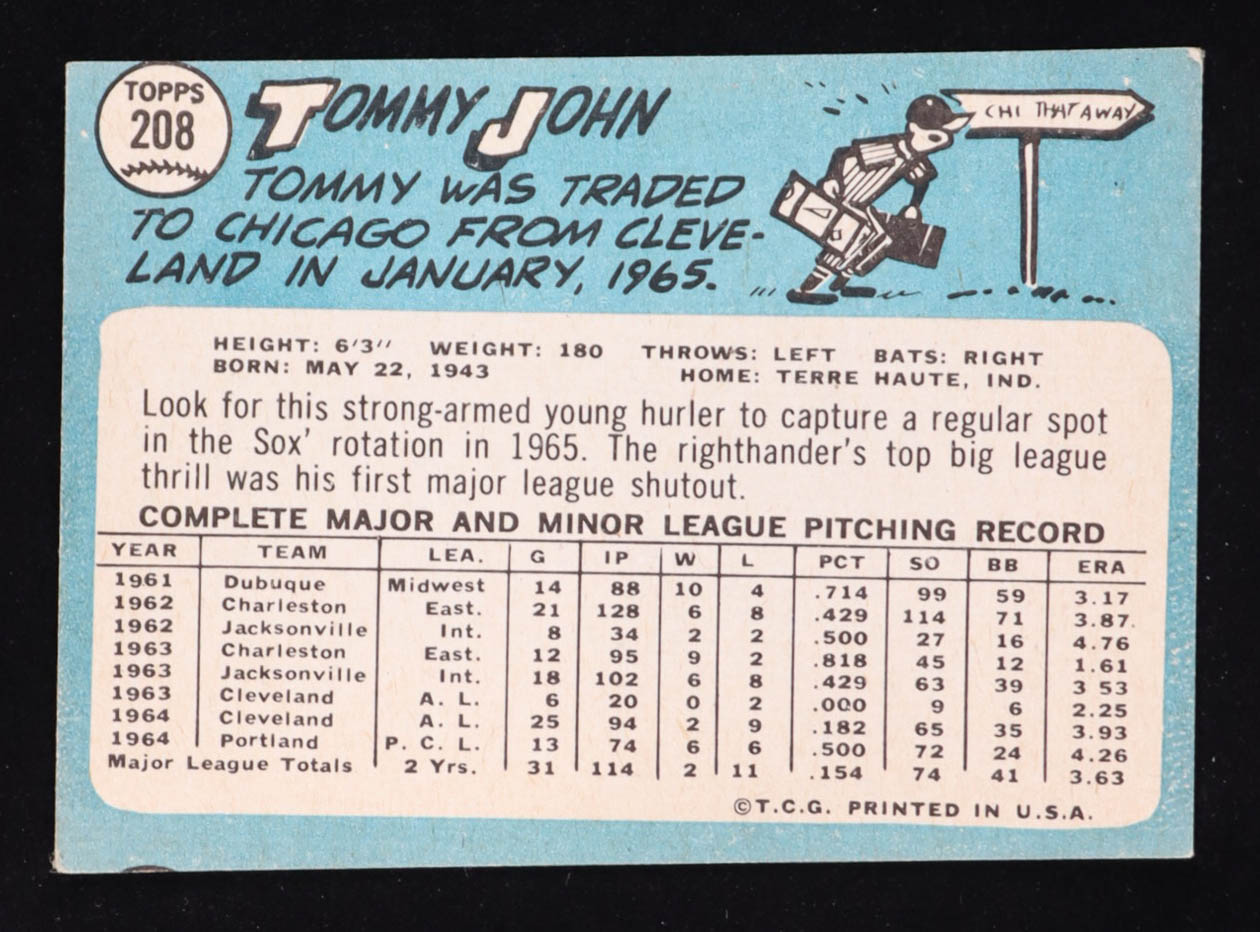 TOPPS
208
TOMMY JOHN
TOMMY WAS TRADED
TO CHICAGO FROM CLEVE-
LAND IN JANUARY, 1965.
CHI THAT AWAY
HEIGHT: 6'3" WEIGHT: 180 THROWS: LEFT BATS: RIGHT
BORN: MAY 22, 1943 HOME: TERRE HAUTE, IND.
Look for this strong-armed young hurler to capture a regular spot
in the Sox' rotation in 1965. The righthander's top big league
thrill was his first major league shutout.
COMPLETE MAJOR AND MINOR LEAGUE PITCHING RECORD
YEAR TEAM LEA. G IP W L PCT SO BB ERA
1961 Dubuque Midwest 14 88 10 4 .714 99 59 3.17
1962 Charleston East. 21 128 6 8 .429 114 71 3.87
1962 Jacksonville Int. 8 34 2 2 .500 27 16 4.76
1963 Charleston East. 12 95 9 2 .818 45 12 1.61
1963 Jacksonville Int. 18 102 6 8 .429 63 39 3 53
1963 Cleveland A. L. 6 20 0 2 .000 9 6 2.25
1964 Cleveland A. L. 25 94 2 9 .182 65 35 3.93
1964 Portland P. C. L. 13 74 6 6 .500 72 24 4.26
Major League Totals 2 Yrs. 31 114 2 11 .154 74 41 3.63
©T.C.G. PRINTED IN U.S.A.